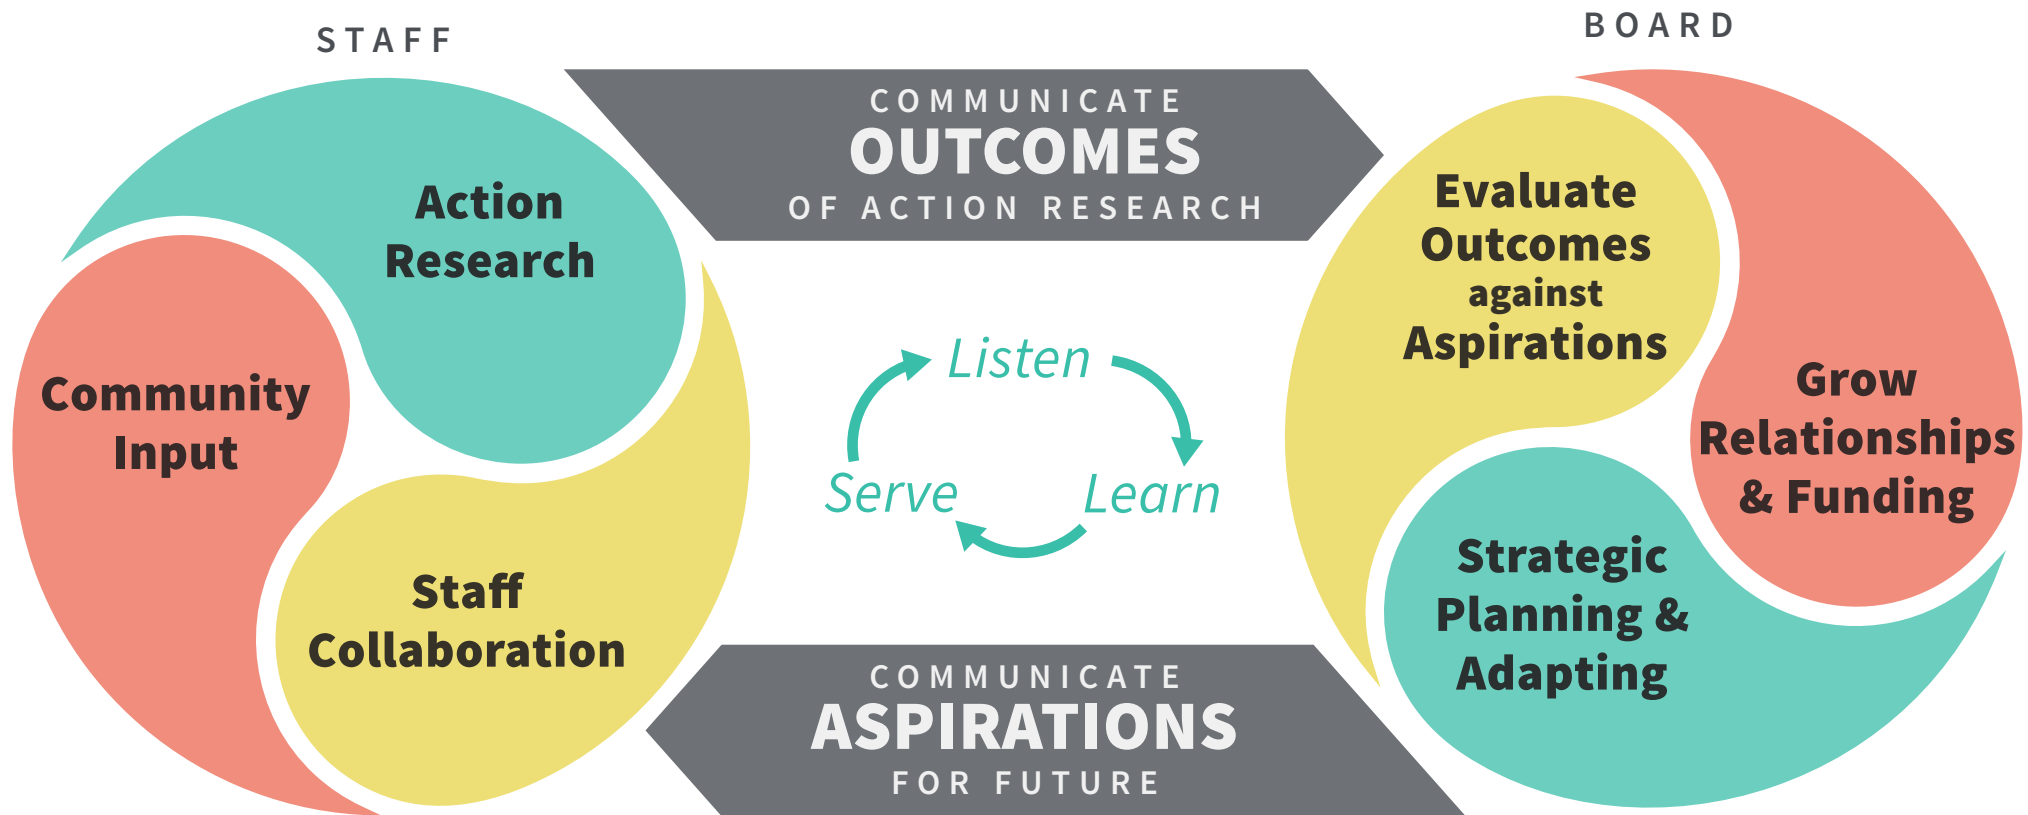 STAFF
BOARD
COMMUNICATE
OUTCOMES
OF ACTION RESEARCH
Action
Research
Community
Input
Staff
Collaboration
Listen
Learn
Serve
Evaluate
Outcomes
against
Aspirations
Grow
Relationships
& Funding
Strategic
Planning &
Adapting
COMMUNICATE
ASPIRATIONS
FOR FUTURE